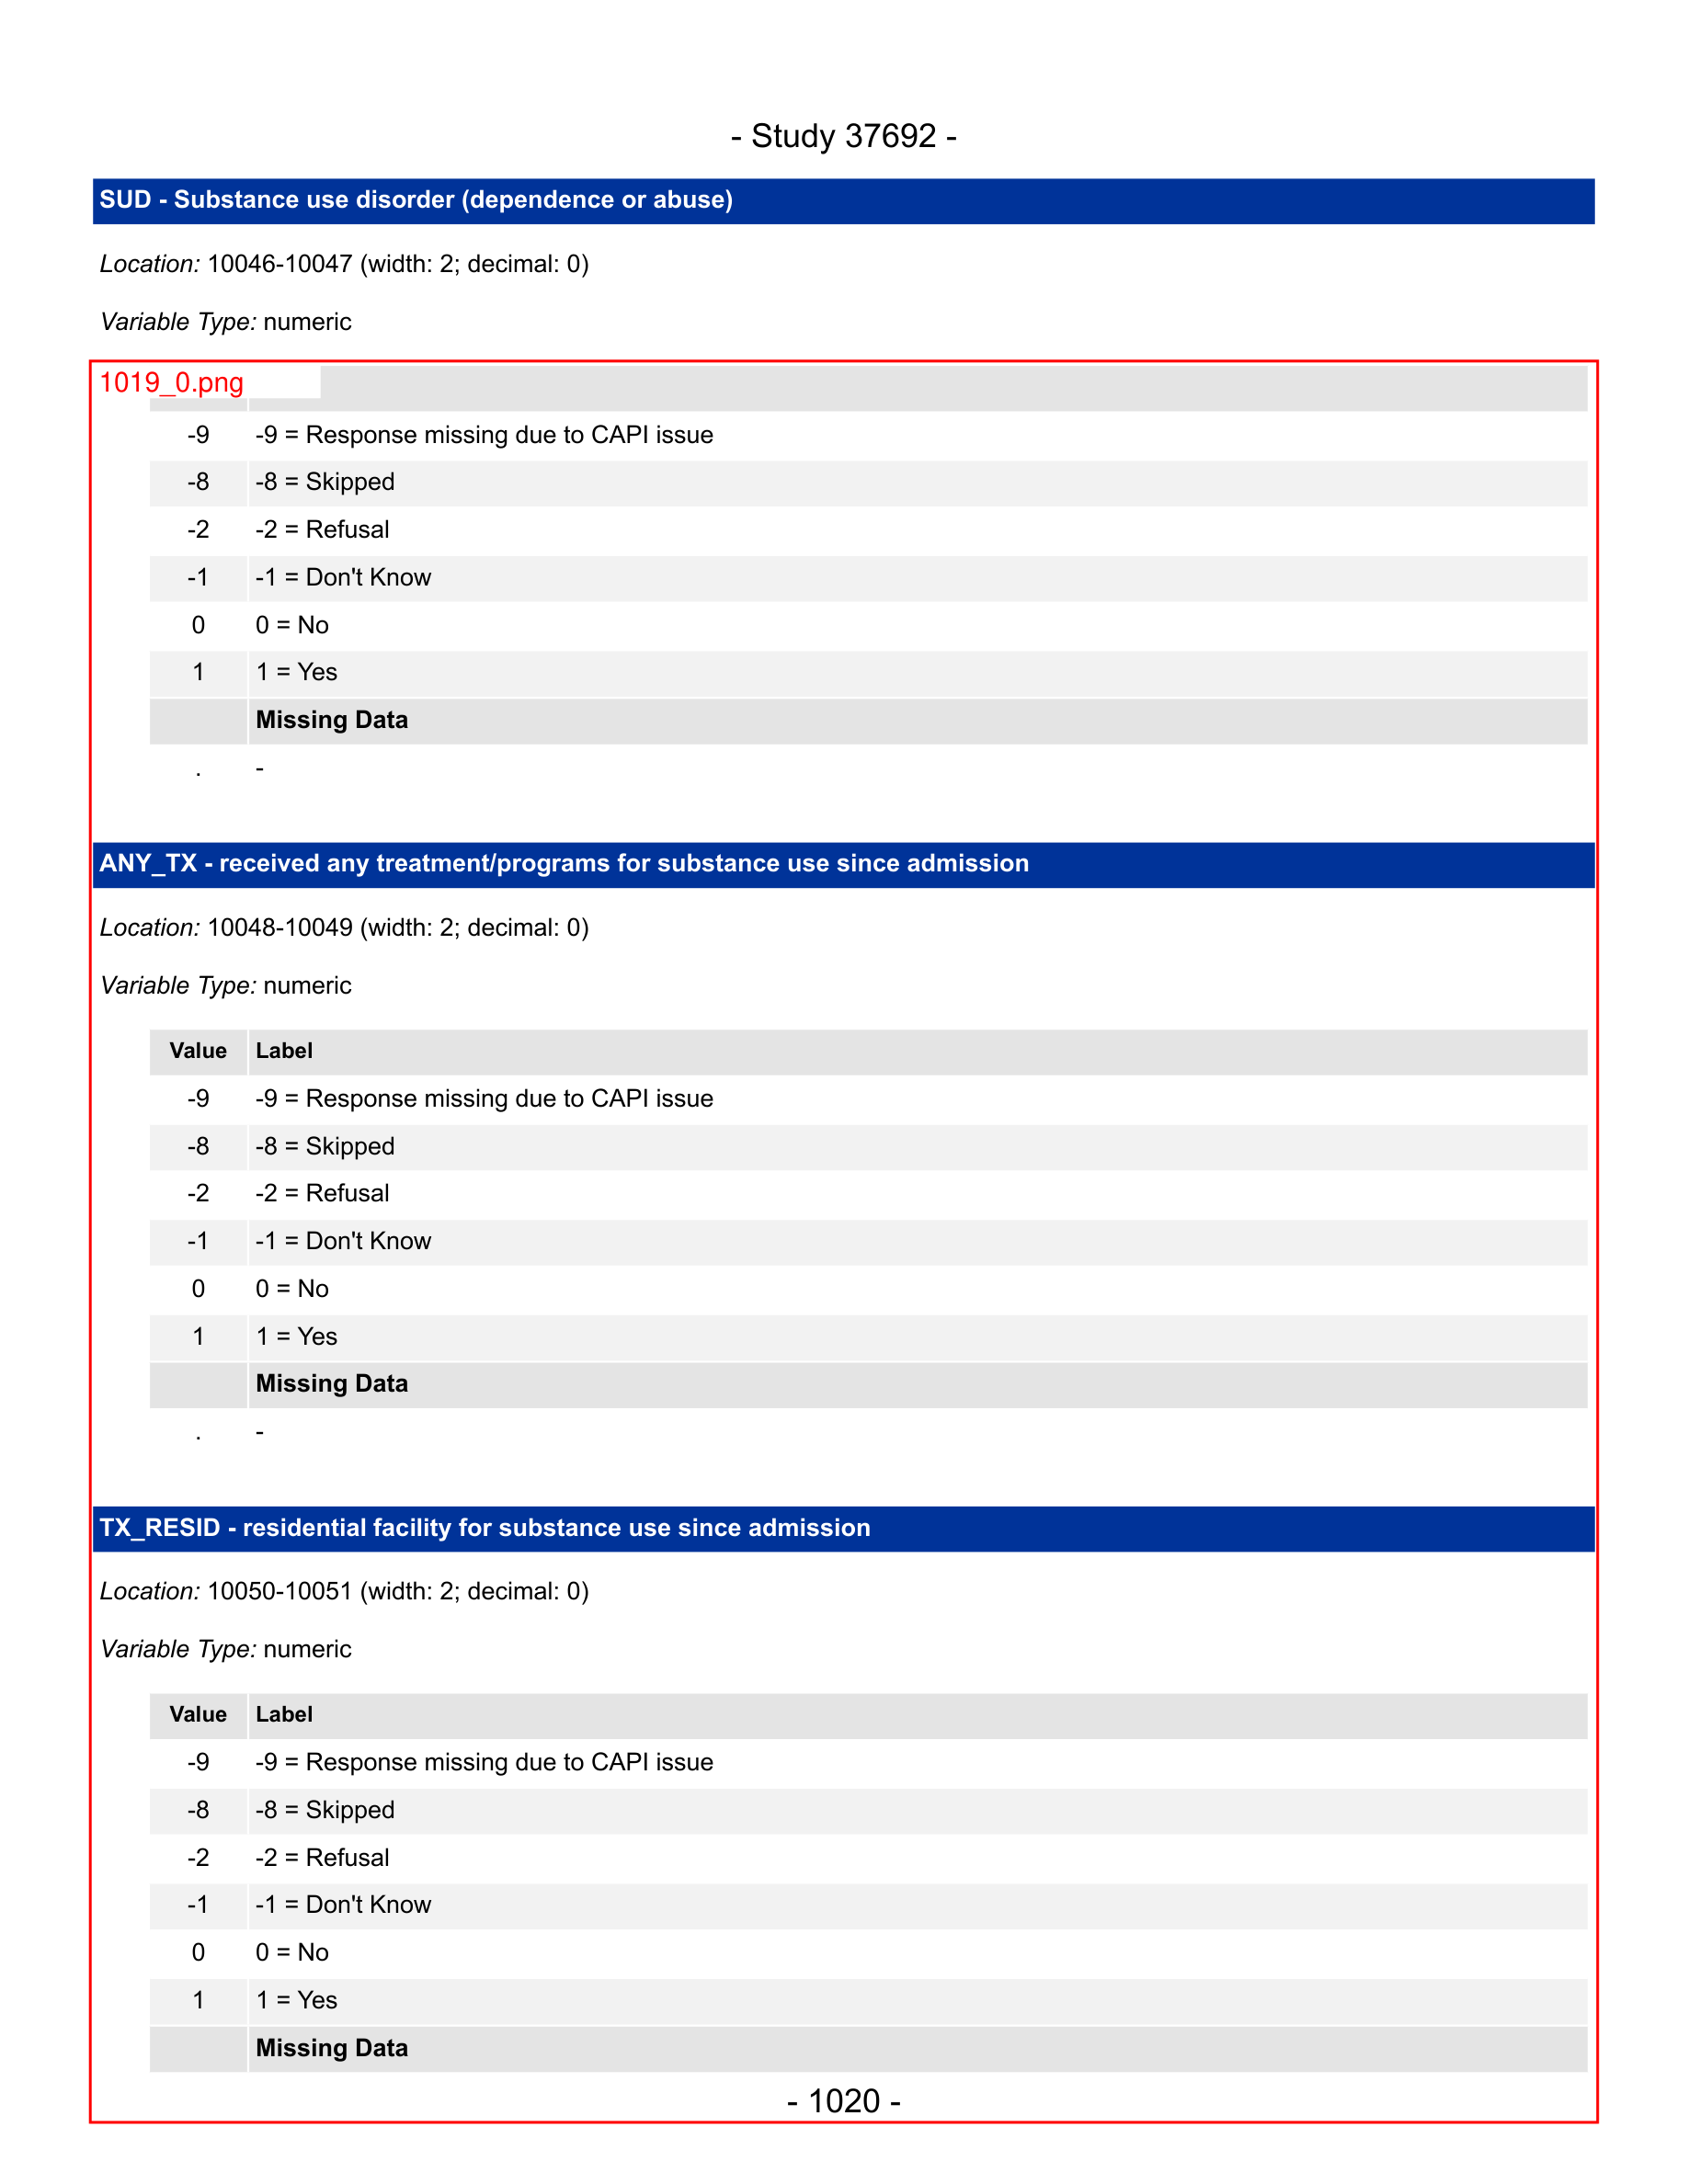 - Study 37692 -
SUD - Substance use disorder (dependence or abuse)
Location: 10046-10047 (width: 2; decimal: 0)
Variable Type: numeric
1019_0.png
-9 -9 = Response missing due to CAPI issue
-8 -8 = Skipped
-2 -2 = Refusal
-1 -1 = Don't Know
0 0 = No
1 1 = Yes
Missing Data
. -
ANY_TX - received any treatment/programs for substance use since admission
Location: 10048-10049 (width: 2; decimal: 0)
Variable Type: numeric
Value Label
-9 -9 = Response missing due to CAPI issue
-8 -8 = Skipped
-2 -2 = Refusal
-1 -1 = Don't Know
0 0 = No
1 1 = Yes
Missing Data
. -
TX_RESID - residential facility for substance use since admission
Location: 10050-10051 (width: 2; decimal: 0)
Variable Type: numeric
Value Label
-9 -9 = Response missing due to CAPI issue
-8 -8 = Skipped
-2 -2 = Refusal
-1 -1 = Don't Know
0 0 = No
1 1 = Yes
Missing Data
- 1020 -